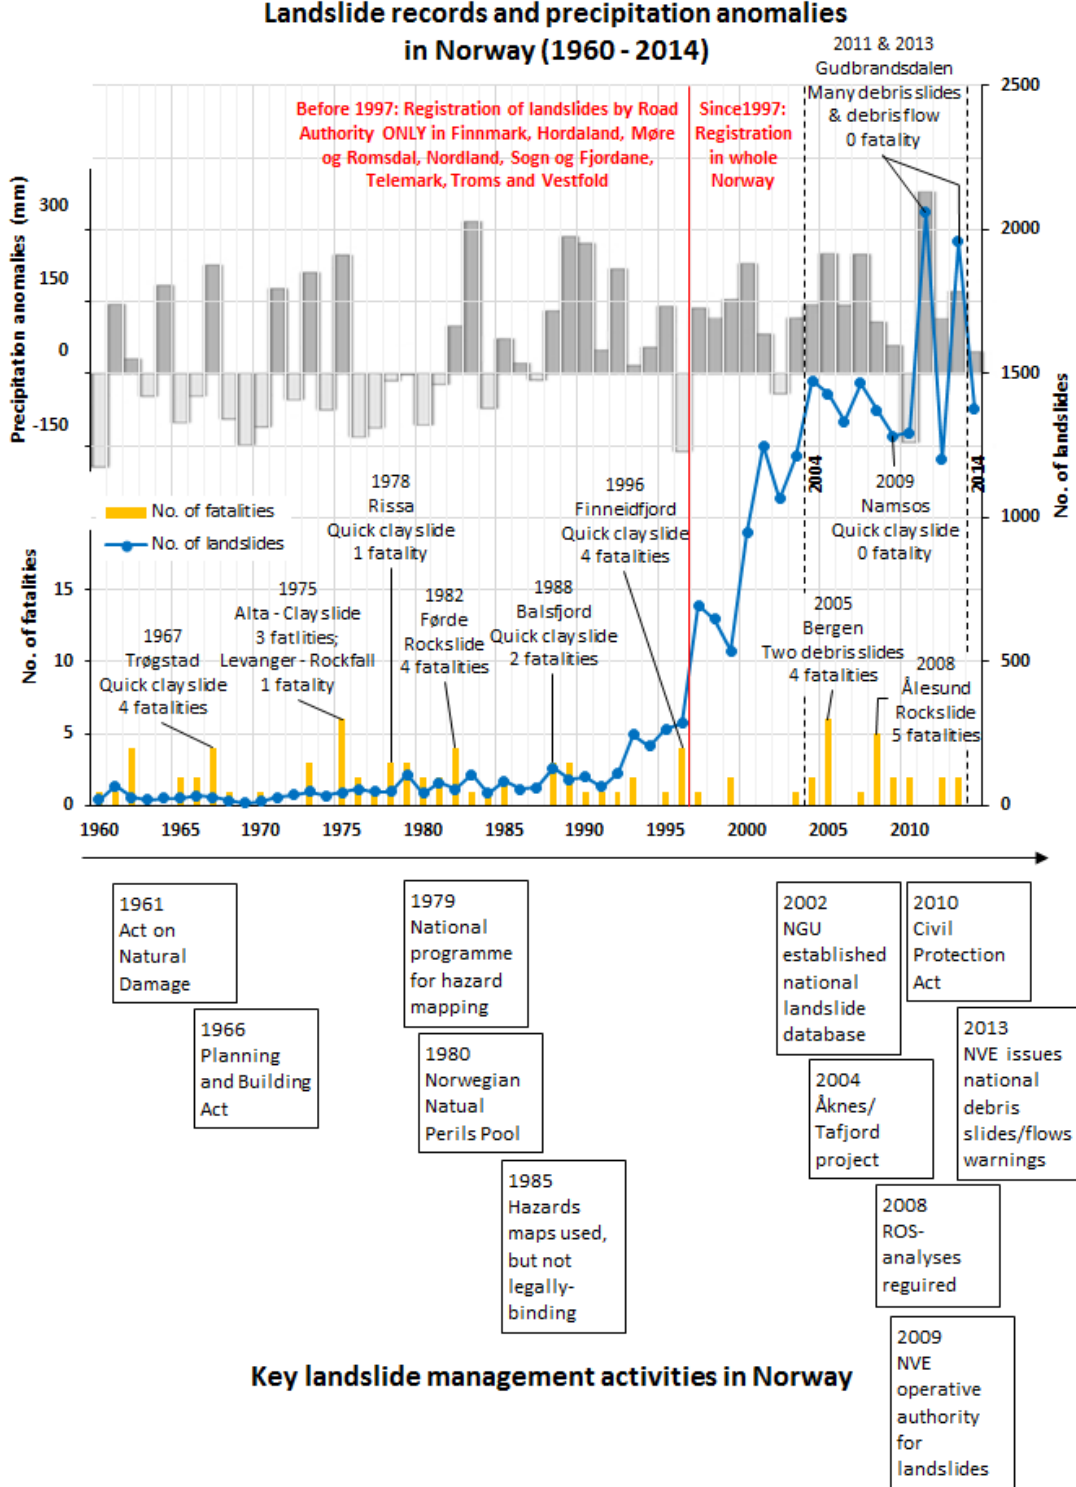 Landslide records and precipitation anomalies
in Norway (1960 - 2014)
2011 & 2013
Gudbrandsdalen
Many debris slides
& debris flow
0 fatality
Before 1997: Registration of landslides by Road
Authority ONLY in Finnmark, Hordaland, Møre
og Romsdal, Nordland, Sogn og Fjordane,
Telemark, Troms and Vestfold
Since1997:
Registration
in whole
Norway
Precipitation anomalies (mm)
300
150
0
-150
2500
2000
1500
1000
500
0
No. of landslides
2004
2014
No. of fatalities
No. of landslides
No. of fatalities
15
10
5
0
1967
Trøgstad
Quick clay slide
4 fatalities
1975
Alta - Clay slide
3 fatlities;
Levanger - Rockfall
1 fatality
1978
Rissa
Quick clay slide
1 fatality
1982
Førde
Rockslide
4 fatalities
1988
Balsfjord
Quick clay slide
2 fatalities
1996
Finneidfjord
Quick clay slide
4 fatalities
2005
Bergen
Two debris slides
4 fatalities
2009
Namsos
Quick clay slide
0 fatality
2008
Ålesund
Rockslide
5 fatalities
1960 1965 1970 1975 1980 1985 1990 1995 2000 2005 2010
1961
Act on
Natural
Damage
1966
Planning
and Building
Act
1979
National
programme
for hazard
mapping
1980
Norwegian
Natual
Perils Pool
1985
Hazards
maps used,
but not
legally-
binding
2002
NGU
established
national
landslide
database
2004
Åknes/
Tafjord
project
2008
ROS-
analyses
reguired
2009
NVE
operative
authority
for
landslides
2010
Civil
Protection
Act
2013
NVE issues
national
debris
slides/flows
warnings
Key landslide management activities in Norway